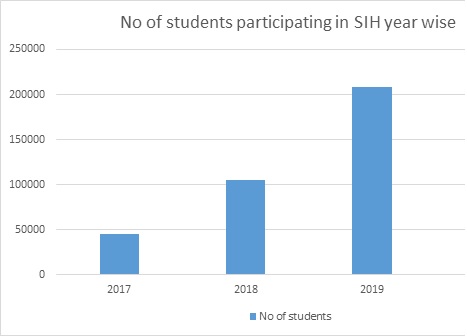 No of students participating in SIH year wise
250000
200000
150000
100000
50000
0
2017 2018 2019
No of students